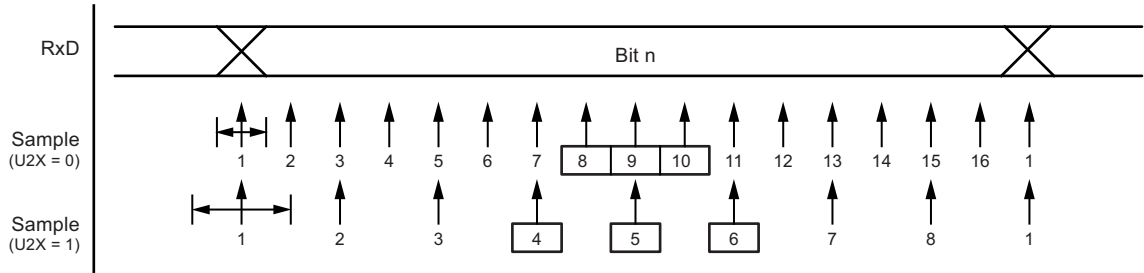 RxD
Bit n
Sample
(U2X = 0)
1 2 3 4 5 6 7 8 9 10 11 12 13 14 15 16 1
Sample
(U2X = 1)
1 2 3 4 5 6 7 8 1